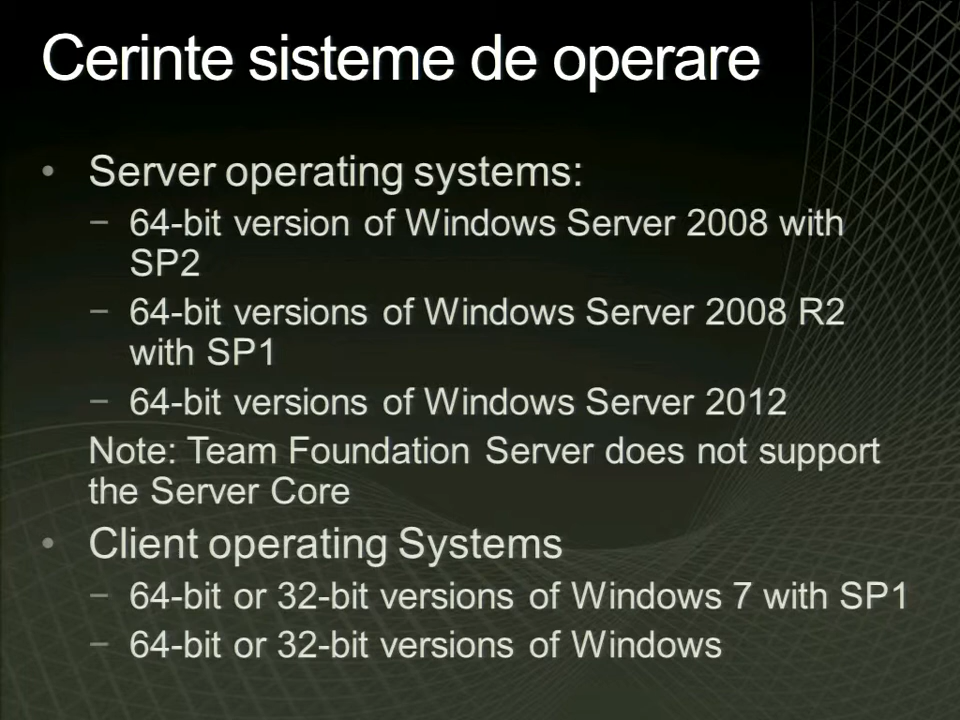 Cerinte sisteme de operare
• Server operating systems:
− 64-bit version of Windows Server 2008 with
SP2
− 64-bit versions of Windows Server 2008 R2
with SP1
− 64-bit versions of Windows Server 2012
Note: Team Foundation Server does not support
the Server Core
• Client operating Systems
− 64-bit or 32-bit versions of Windows 7 with SP1
− 64-bit or 32-bit versions of Windows